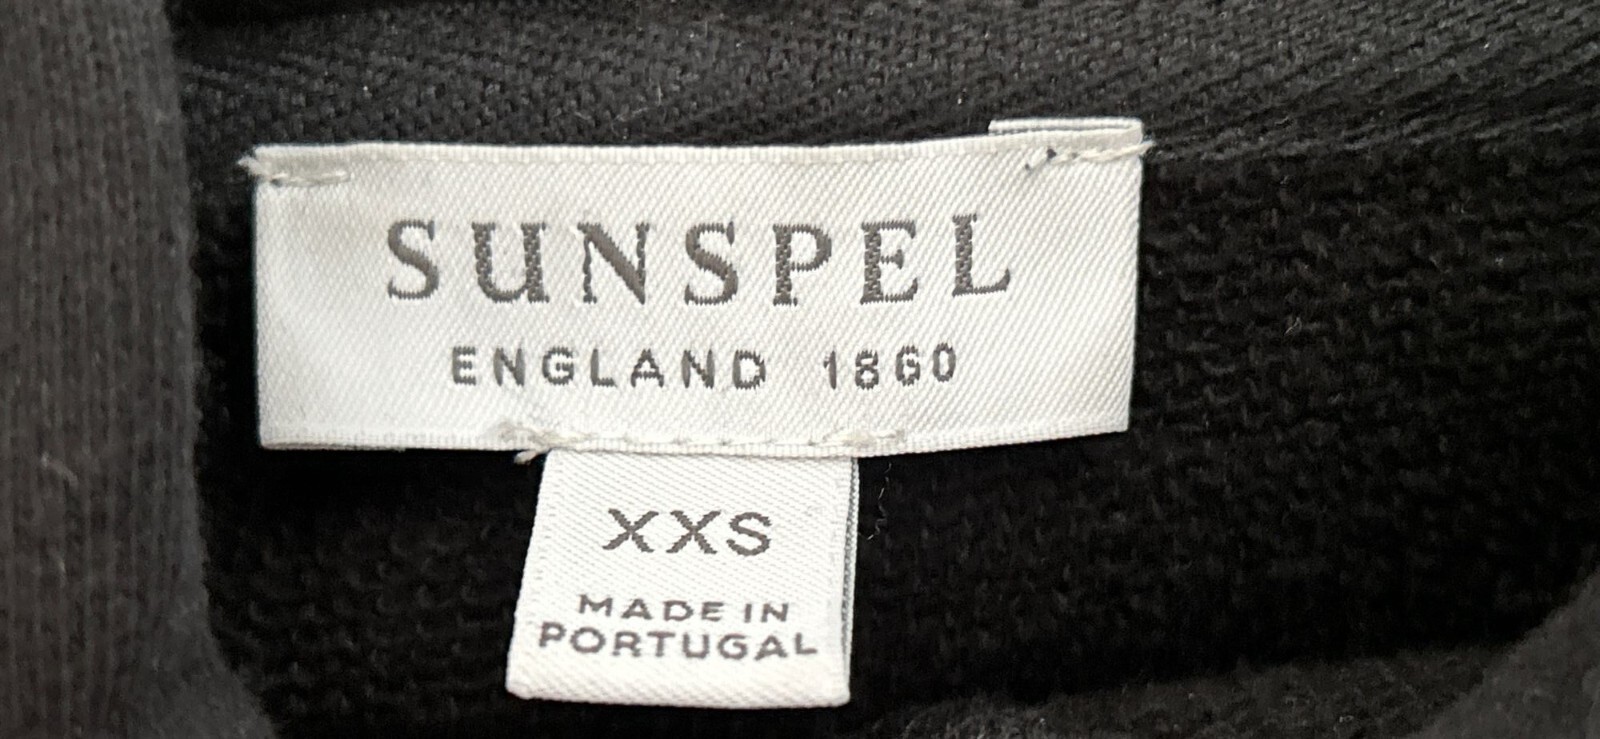 SUNSPEL
ENGLAND 1860
XXS
MADE IN
PORTUGAL